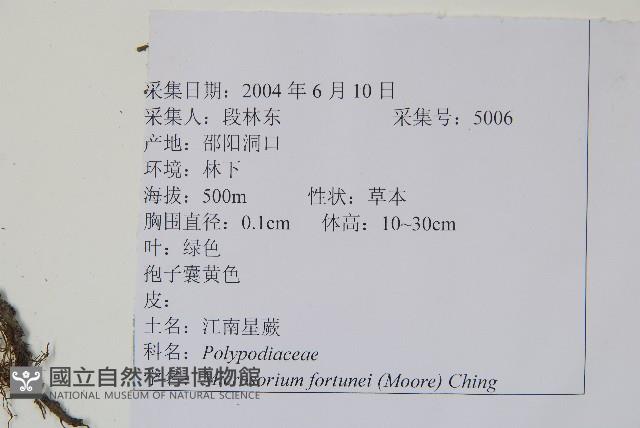 采集日期：2004 年 6 月 10 日
采集人：段林东 采集号：5006
产地：邵阳洞口
环境：林下
海拔：500m 性状：草本
胸围直径：0.1cm 体高：10~30cm
叶：绿色
孢子囊黄色
皮：
土名：江南星蕨
科名：Polypodiaceae
fortunei (Moore) Ching
國立自然科學博物館
NATIONAL MUSEUM OF NATURAL SCIENCE